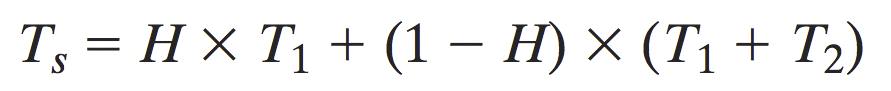 Tₛ = H × T₁ + (1 − H) × (T₁ + T₂)